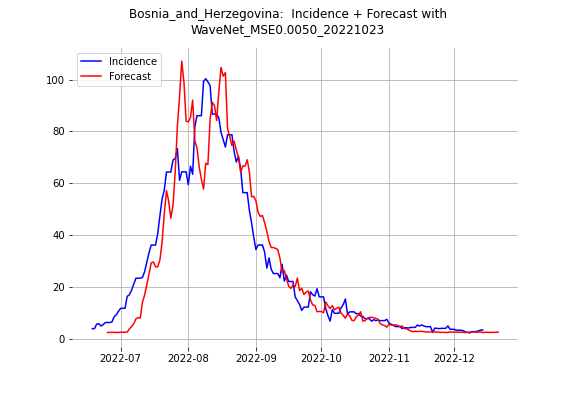 Bosnia_and_Herzegovina:  Incidence + Forecast with
WaveNet_MSE0.0050_20221023
Incidence
Forecast
100
80
60
40
20
0
2022-07 2022-08 2022-09 2022-10 2022-11 2022-12